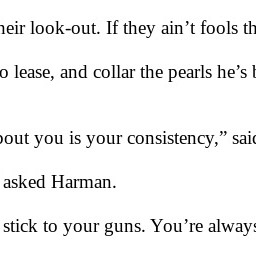 heir look-out. If they ain’t fools th
o lease, and collar the pearls he’s b
bout you is your consistency,” said
asked Harman.
stick to your guns. You’re always